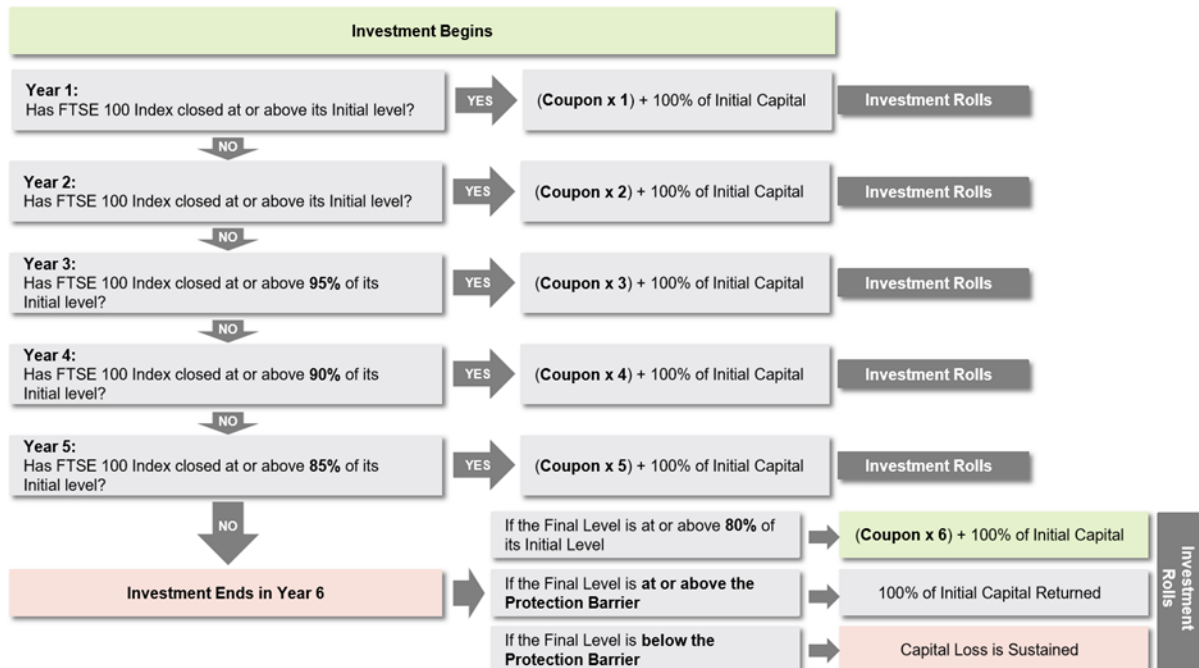 Investment Begins
Year 1:
Has FTSE 100 Index closed at or above its Initial level?
YES
(Coupon x 1) + 100% of Initial Capital
Investment Rolls
NO
Year 2:
Has FTSE 100 Index closed at or above its Initial level?
YES
(Coupon x 2) + 100% of Initial Capital
Investment Rolls
NO
Year 3:
Has FTSE 100 Index closed at or above 95% of its
Initial level?
YES
(Coupon x 3) + 100% of Initial Capital
Investment Rolls
NO
Year 4:
Has FTSE 100 Index closed at or above 90% of its
Initial level?
YES
(Coupon x 4) + 100% of Initial Capital
Investment Rolls
NO
Year 5:
Has FTSE 100 Index closed at or above 85% of its
Initial level?
YES
(Coupon x 5) + 100% of Initial Capital
Investment Rolls
NO
If the Final Level is at or above 80% of
its Initial Level
(Coupon x 6) + 100% of Initial Capital
Investment Ends in Year 6
If the Final Level is at or above the
Protection Barrier
100% of Initial Capital Returned
If the Final Level is below the
Protection Barrier
Capital Loss is Sustained
Investment
Rolls